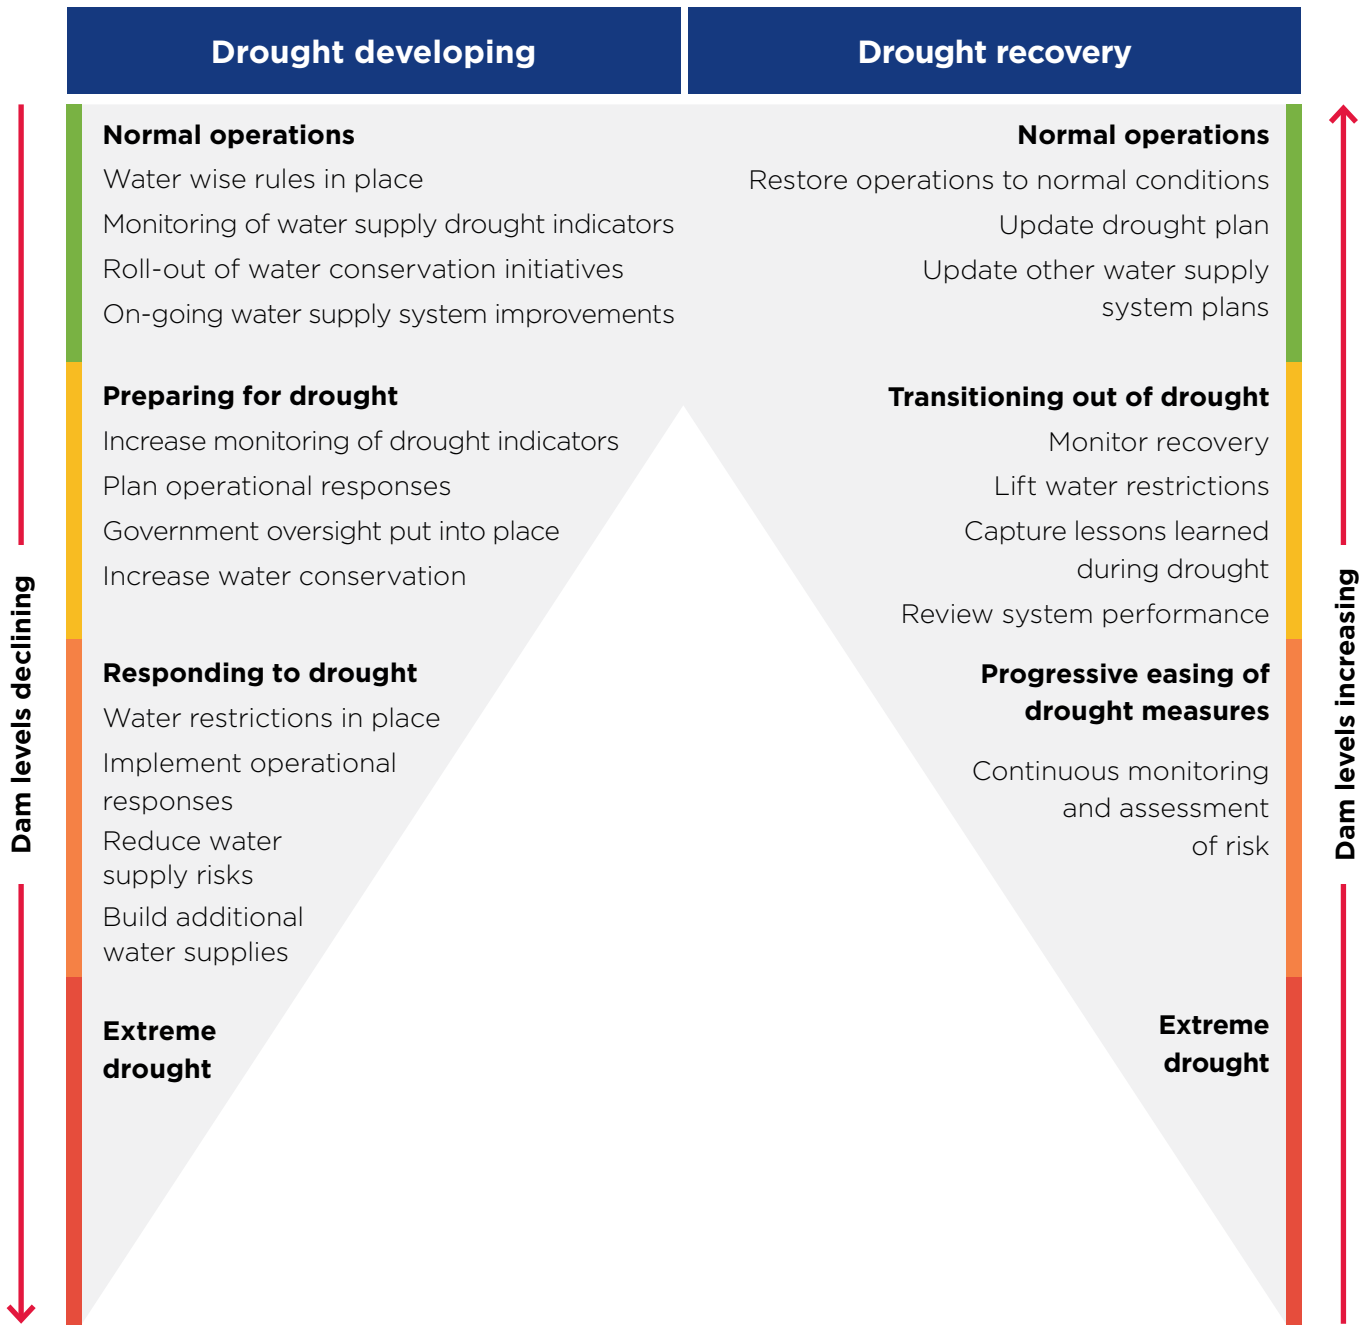 Drought developing
Drought recovery
Dam levels declining
Normal operations
Water wise rules in place
Monitoring of water supply drought indicators
Roll-out of water conservation initiatives
On-going water supply system improvements
Preparing for drought
Increase monitoring of drought indicators
Plan operational responses
Government oversight put into place
Increase water conservation
Responding to drought
Water restrictions in place
Implement operational
responses
Reduce water
supply risks
Build additional
water supplies
Extreme
drought
Normal operations
Restore operations to normal conditions
Update drought plan
Update other water supply
system plans
Transitioning out of drought
Monitor recovery
Lift water restrictions
Capture lessons learned
during drought
Review system performance
Progressive easing of
drought measures
Continuous monitoring
and assessment
of risk
Extreme
drought
Dam levels increasing